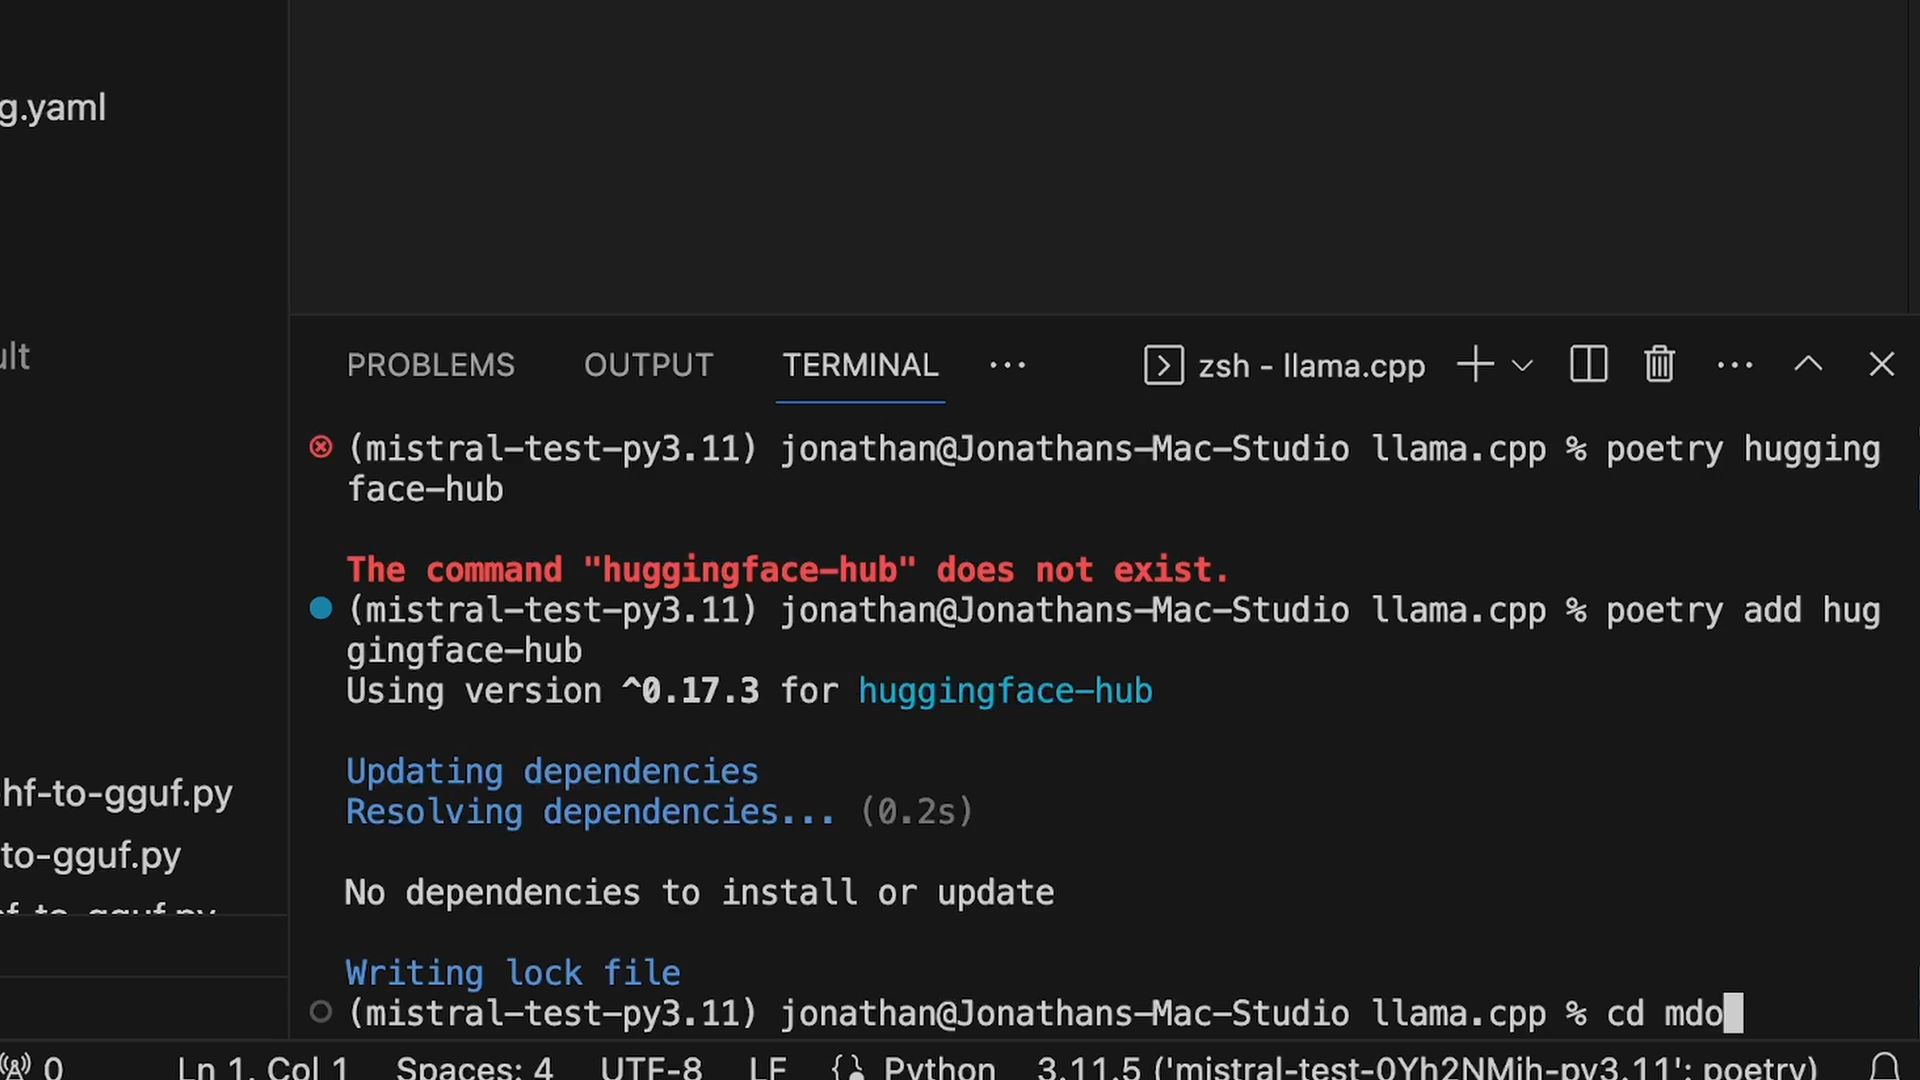 g.yaml
ult
hf-to-gguf.py
to-gguf.py
f-to-gguf.py
PROBLEMS OUTPUT TERMINAL ··· zsh - llama.cpp
(mistral-test-py3.11) jonathan@Jonathans-Mac-Studio llama.cpp % poetry hugging
face-hub
The command "huggingface-hub" does not exist.
(mistral-test-py3.11) jonathan@Jonathans-Mac-Studio llama.cpp % poetry add hug
gingface-hub
Using version ^0.17.3 for huggingface-hub
Updating dependencies
Resolving dependencies... (0.2s)
No dependencies to install or update
Writing lock file
(mistral-test-py3.11) jonathan@Jonathans-Mac-Studio llama.cpp % cd mdo
0 Ln 1, Col 1 Spaces: 4 UTF-8 LF Python 3.11.5 ('mistral-test-0Yh2NMih-py3.11': poetry)